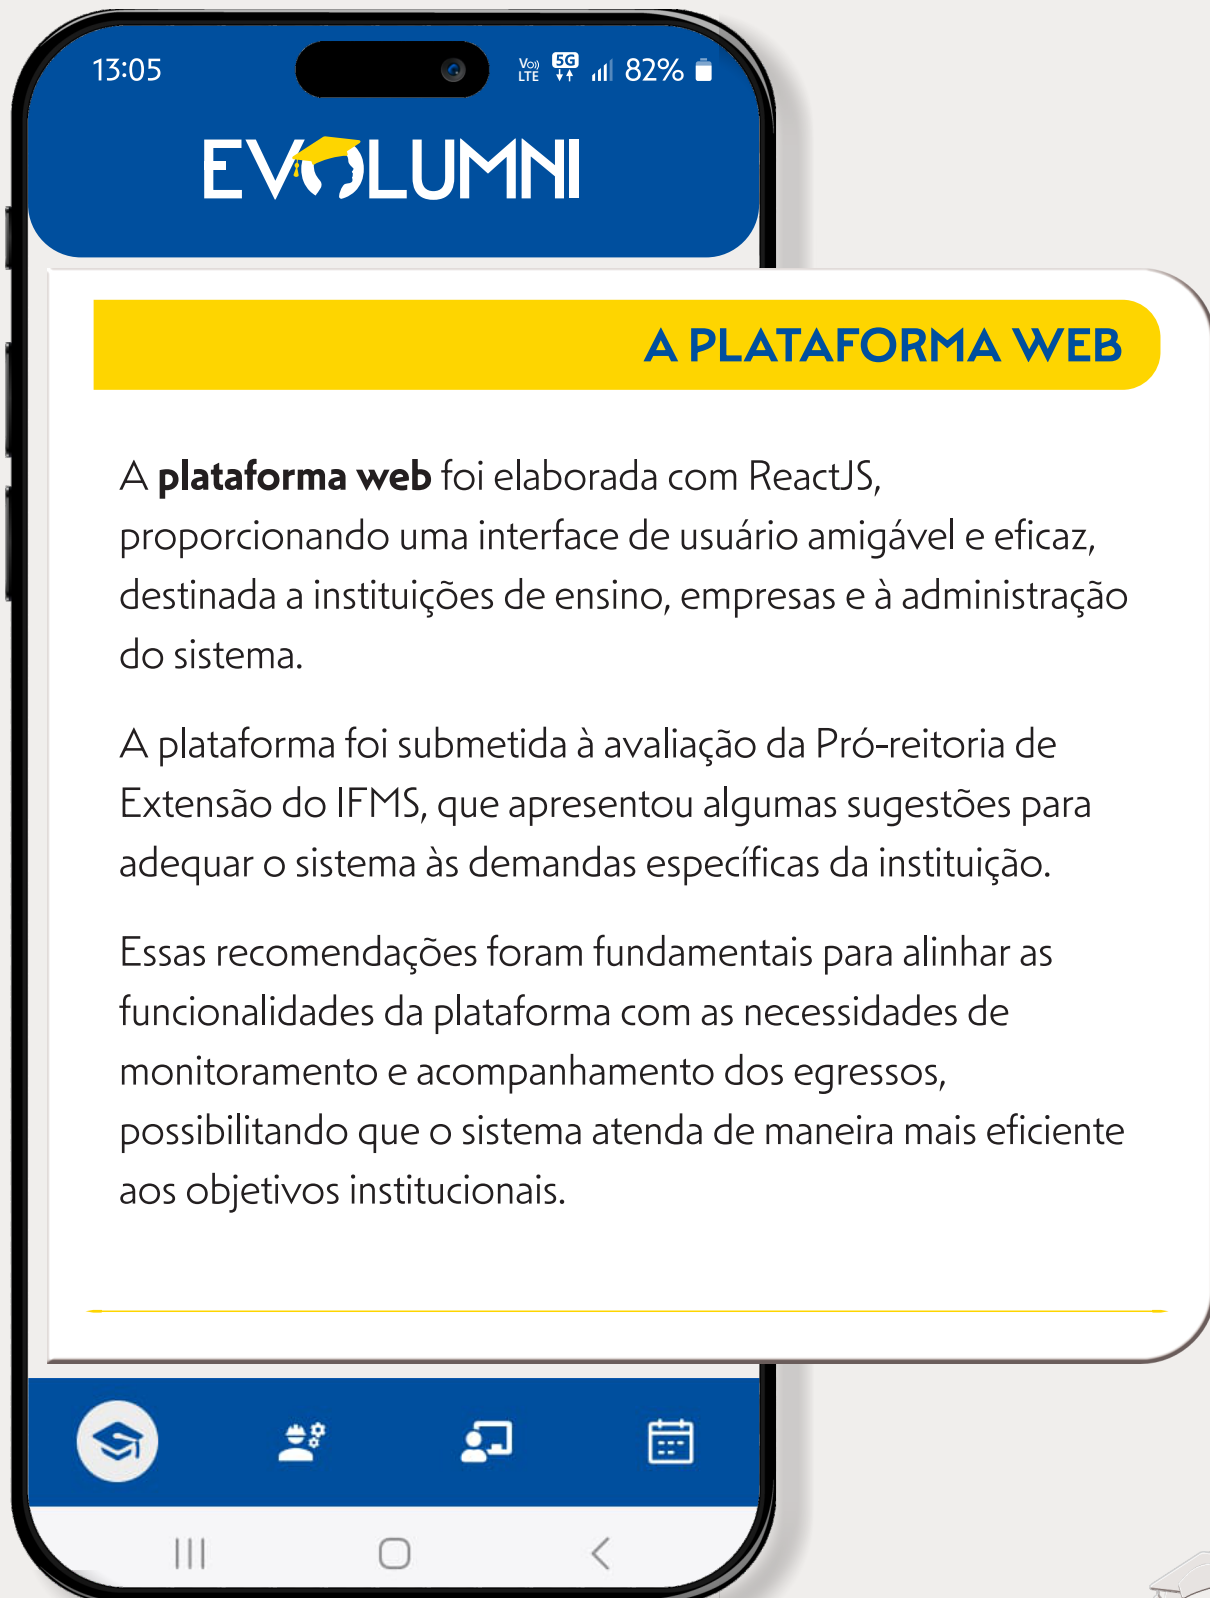 13:05
Vo)) LTE 5G 82%
EVOLUMNI
A PLATAFORMA WEB
A plataforma web foi elaborada com ReactJS,
proporcionando uma interface de usuário amigável e eficaz,
destinada a instituições de ensino, empresas e à administração
do sistema.
A plataforma foi submetida à avaliação da Pró-reitoria de
Extensão do IFMS, que apresentou algumas sugestões para
adequar o sistema às demandas específicas da instituição.
Essas recomendações foram fundamentais para alinhar as
funcionalidades da plataforma com as necessidades de
monitoramento e acompanhamento dos egressos,
possibilitando que o sistema atenda de maneira mais eficiente
aos objetivos institucionais.